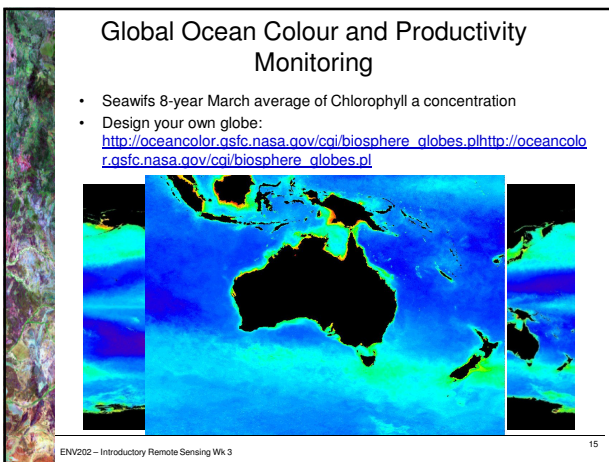 Global Ocean Colour and Productivity
Monitoring
• Seawifs 8-year March average of Chlorophyll a concentration
• Design your own globe:
http://oceancolor.gsfc.nasa.gov/cgi/biosphere_globes.plhttp://oceancolo
r.gsfc.nasa.gov/cgi/biosphere_globes.pl
ENV202 – Introductory Remote Sensing Wk 3
15